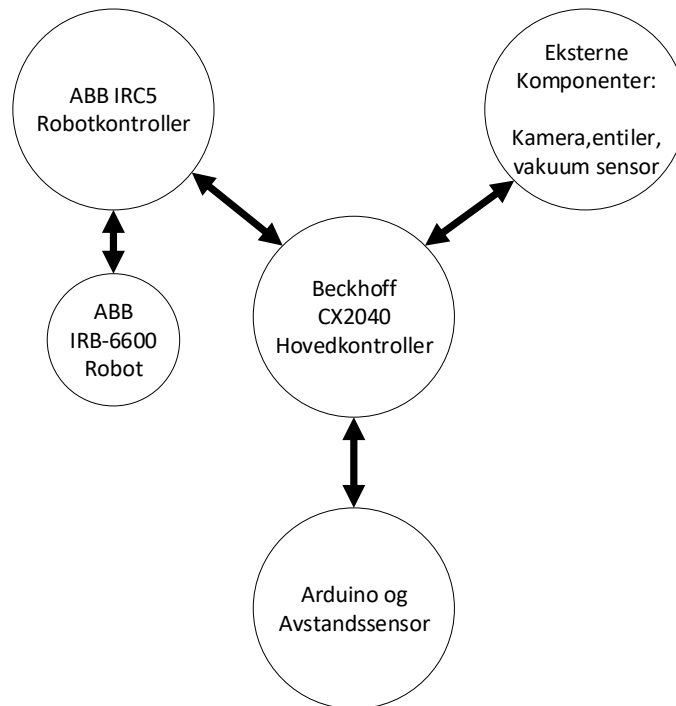 ABB IRC5
Robotkontroller
Eksterne
Komponenter:
Kamera,entiler,
vakuum sensor
Beckhoff
CX2040
Hovedkontroller
ABB
IRB-6600
Robot
Arduino og
Avstandssensor